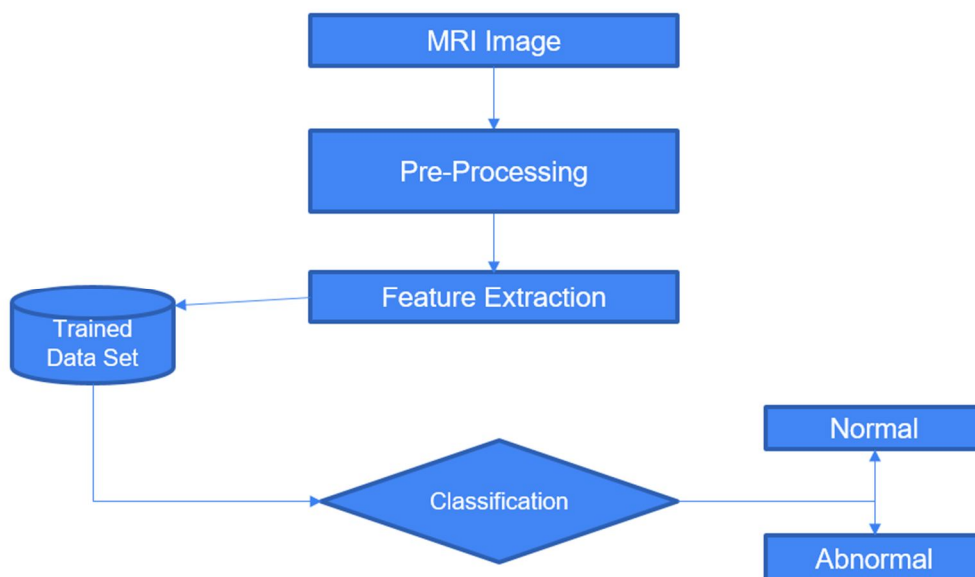 MRI Image
Pre-Processing
Feature Extraction
Trained
Data Set
Classification
Normal
Abnormal